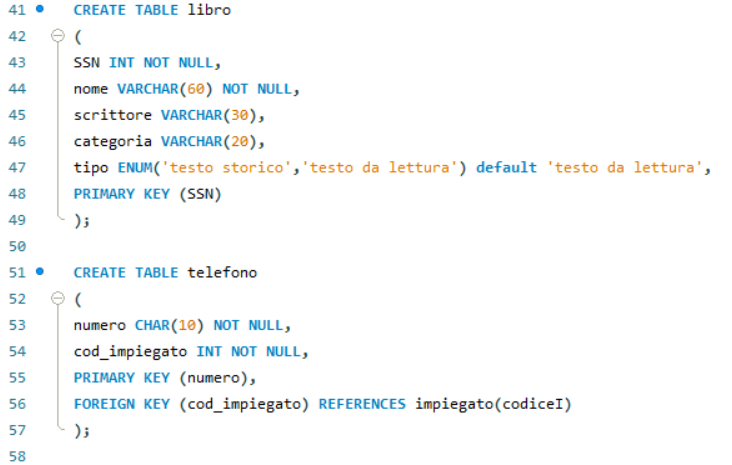 41 CREATE TABLE libro
42 (
43 SSN INT NOT NULL,
44 nome VARCHAR(60) NOT NULL,
45 scrittore VARCHAR(30),
46 categoria VARCHAR(20),
47 tipo ENUM('testo storico','testo da lettura') default 'testo da lettura',
48 PRIMARY KEY (SSN)
49 );
50
51 CREATE TABLE telefono
52 (
53 numero CHAR(10) NOT NULL,
54 cod_impiegato INT NOT NULL,
55 PRIMARY KEY (numero),
56 FOREIGN KEY (cod_impiegato) REFERENCES impiegato(codiceI)
57 );
58